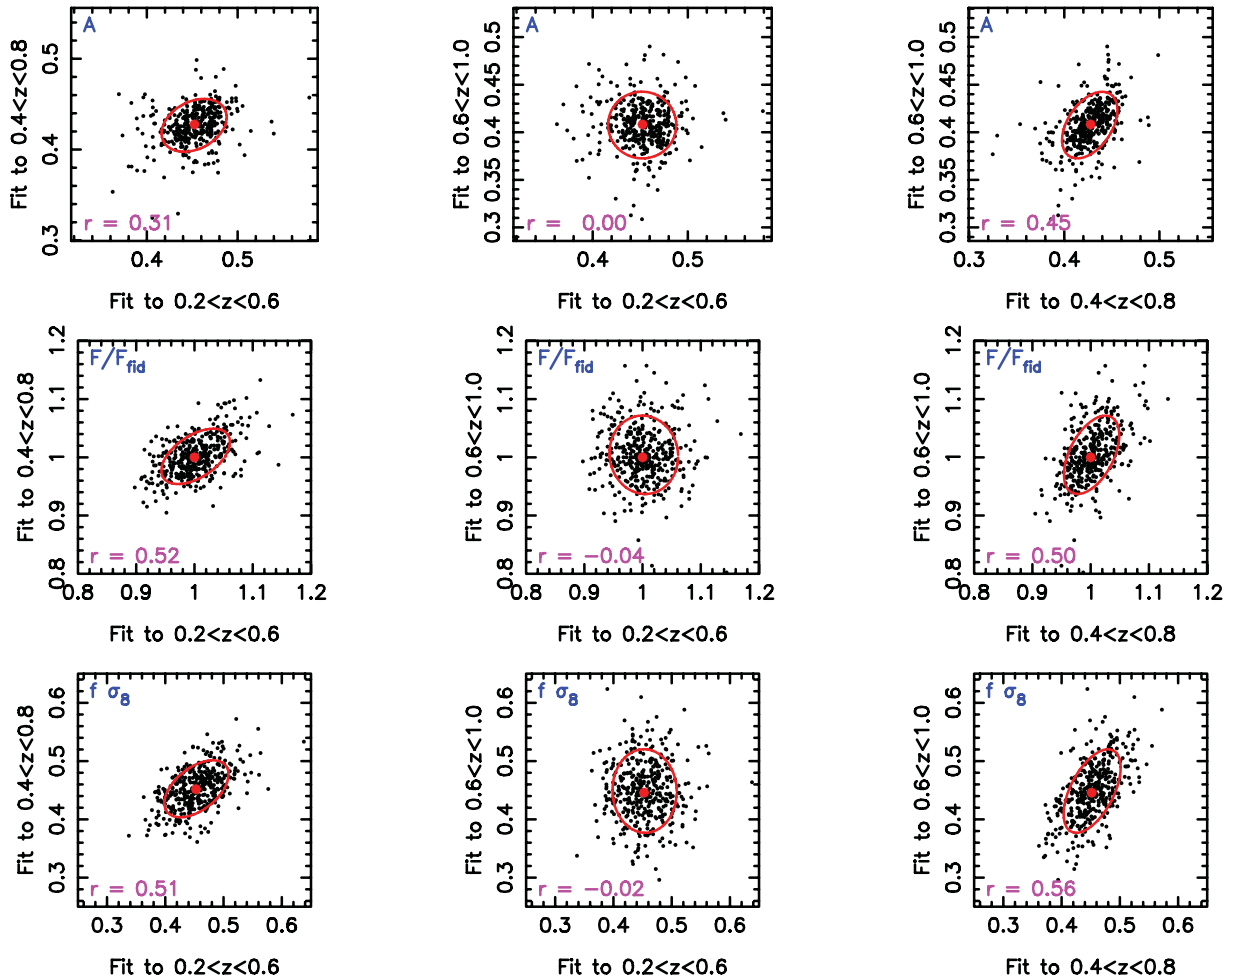 A
Fit to 0.4<z<0.8
0.5
0.4
0.3
r = 0.31
0.4 0.5
Fit to 0.2<z<0.6
A
Fit to 0.6<z<1.0
0.5
0.45
0.4
0.35
0.3
r = 0.00
0.4 0.5
Fit to 0.2<z<0.6
A
Fit to 0.6<z<1.0
0.5
0.45
0.4
0.35
0.3
r = 0.45
0.3 0.4 0.5
Fit to 0.4<z<0.8
F/Ffid
Fit to 0.4<z<0.8
1.2
1.1
1
0.9
0.8
r = 0.52
0.8 0.9 1 1.1 1.2
Fit to 0.2<z<0.6
F/Ffid
Fit to 0.6<z<1.0
1.2
1.1
1
0.9
0.8
r = −0.04
0.8 0.9 1 1.1 1.2
Fit to 0.2<z<0.6
F/Ffid
Fit to 0.6<z<1.0
1.2
1.1
1
0.9
0.8
r = 0.50
0.8 0.9 1 1.1 1.2
Fit to 0.4<z<0.8
f σ8
Fit to 0.4<z<0.8
0.6
0.5
0.4
0.3
r = 0.51
0.3 0.4 0.5 0.6
Fit to 0.2<z<0.6
f σ8
Fit to 0.6<z<1.0
0.6
0.5
0.4
0.3
r = −0.02
0.3 0.4 0.5 0.6
Fit to 0.2<z<0.6
f σ8
Fit to 0.6<z<1.0
0.6
0.5
0.4
0.3
r = 0.56
0.3 0.4 0.5 0.6
Fit to 0.4<z<0.8